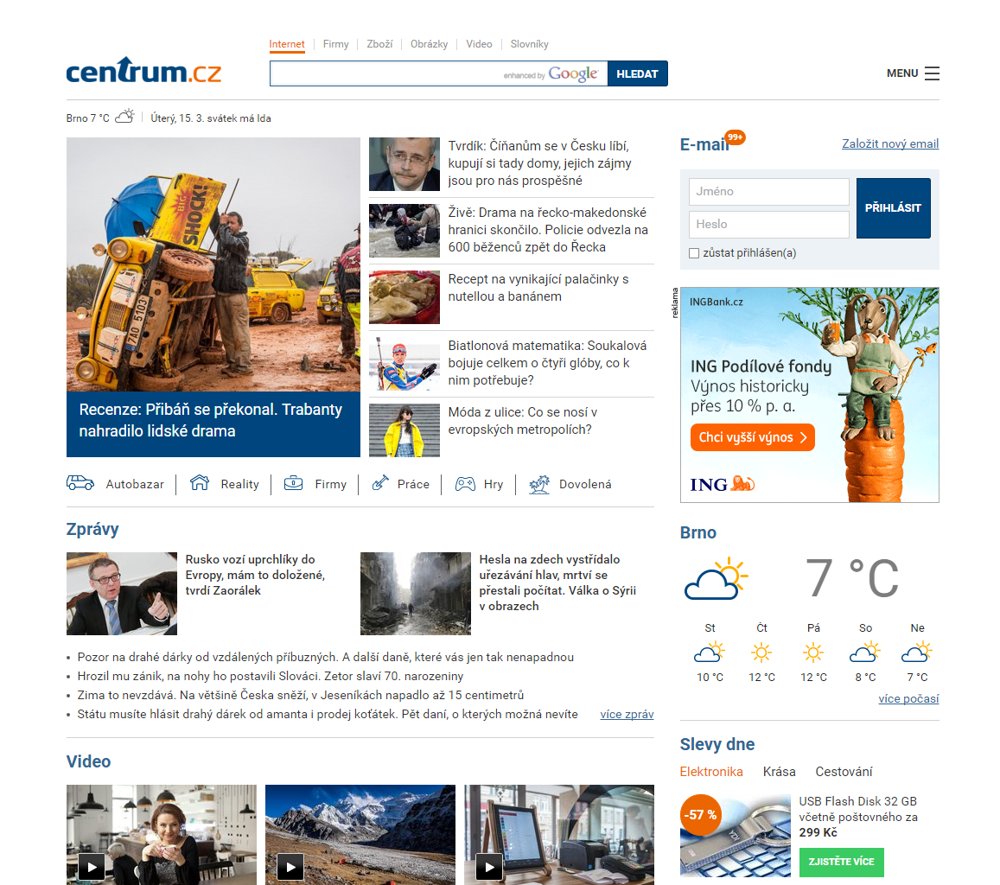 Internet
Firmy
Zboží
Obrázky
Video
Slovníky
centrum.cz
enhanced by Google
HLEDAT
MENU
Brno 7 °C
Úterý, 15. 3. svátek má Ida
BIG
SHOCK!
7A0 5103
Recenze: Přibáň se překonal. Trabanty
nahradilo lidské drama
Tvrdík: Číňanům se v Česku líbí,
kupují si tady domy, jejich zájmy
jsou pro nás prospěšné
Živě: Drama na řecko-makedonské
hranici skončilo. Policie odvezla na
600 běženců zpět do Řecka
Recept na vynikající palačinky s
nutellou a banánem
Biatlonová matematika: Soukalová
bojuje celkem o čtyři glóby, co k
nim potřebuje?
Móda z ulice: Co se nosí v
evropských metropolích?
E-mail
99+
Založit nový email
Jméno
Heslo
PŘIHLÁSIT
zůstat přihlášen(a)
reklama
INGBank.cz
ING Podílové fondy
Výnos historicky
přes 10 % p. a.
Chci vyšší výnos
ING
Autobazar
Reality
Firmy
Práce
Hry
Dovolená
Zprávy
Rusko vozí uprchlíky do
Evropy, mám to doložené,
tvrdí Zaorálek
Hesla na zdech vystřídalo
uřezávání hlav, mrtví se
přestali počítat. Válka o Sýrii
v obrazech
Pozor na drahé dárky od vzdálených příbuzných. A další daně, které vás jen tak nenapadnou
Hrozil mu zánik, na nohy ho postavili Slováci. Zetor slaví 70. narozeniny
Zima to nevzdává. Na většině Česka sněží, v Jeseníkách napadlo až 15 centimetrů
Státu musíte hlásit drahý dárek od amanta i prodej koťátek. Pět daní, o kterých možná nevíte
více zpráv
Brno
7 °C
St
Čt
Pá
So
Ne
10 °C
12 °C
12 °C
8 °C
7 °C
více počasí
Video
Slevy dne
Elektronika
Krása
Cestování
-57 %
USB Flash Disk 32 GB
včetně poštovného za
299 Kč
ZJISTĚTE VÍCE